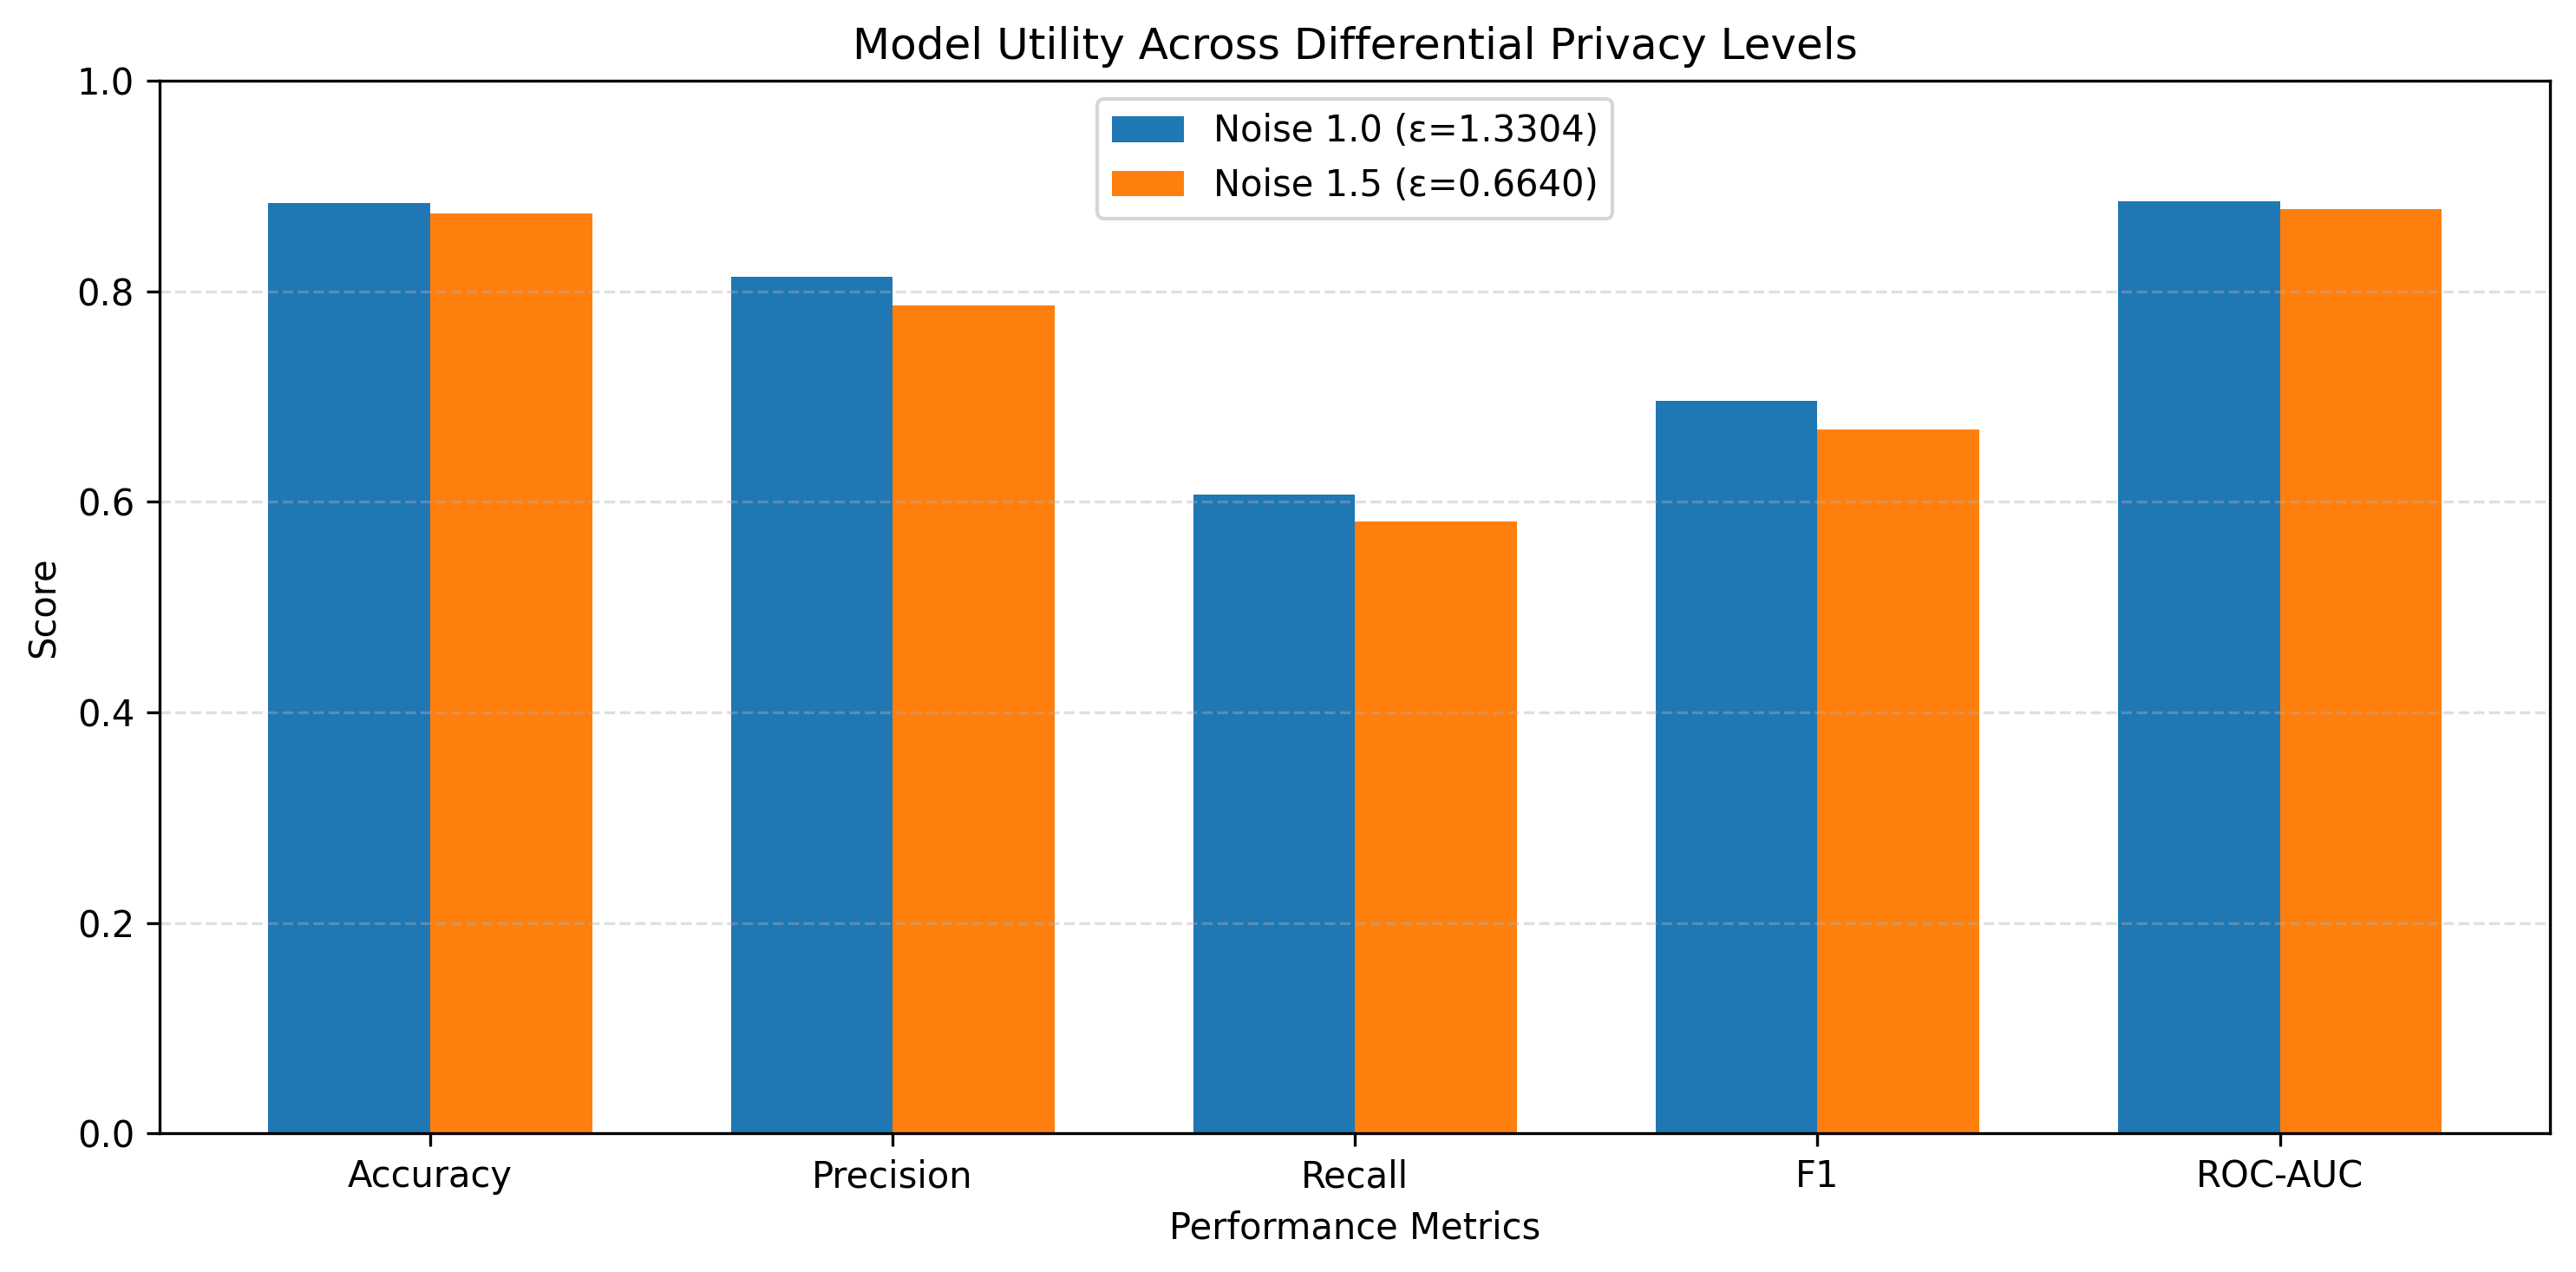 Model Utility Across Differential Privacy Levels
Noise 1.0 (ε=1.3304)
Noise 1.5 (ε=0.6640)
Score
1.0
0.8
0.6
0.4
0.2
0.0
Accuracy Precision Recall F1 ROC-AUC
Performance Metrics